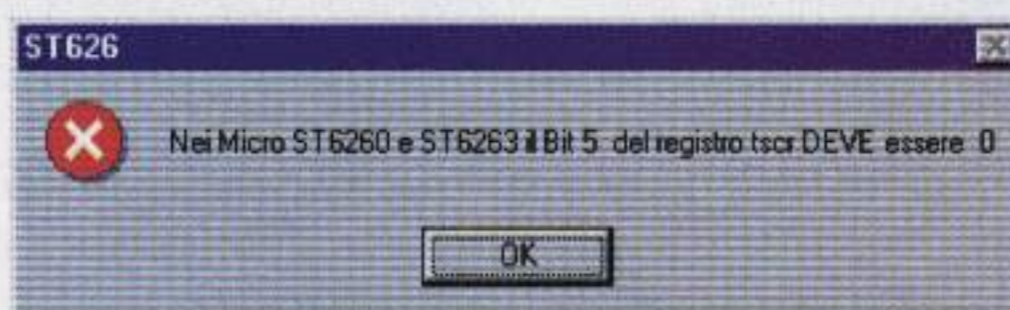 ST626
Nei Micro ST6260 e ST6263 il Bit 5 del registro tscr DEVE essere 0
OK